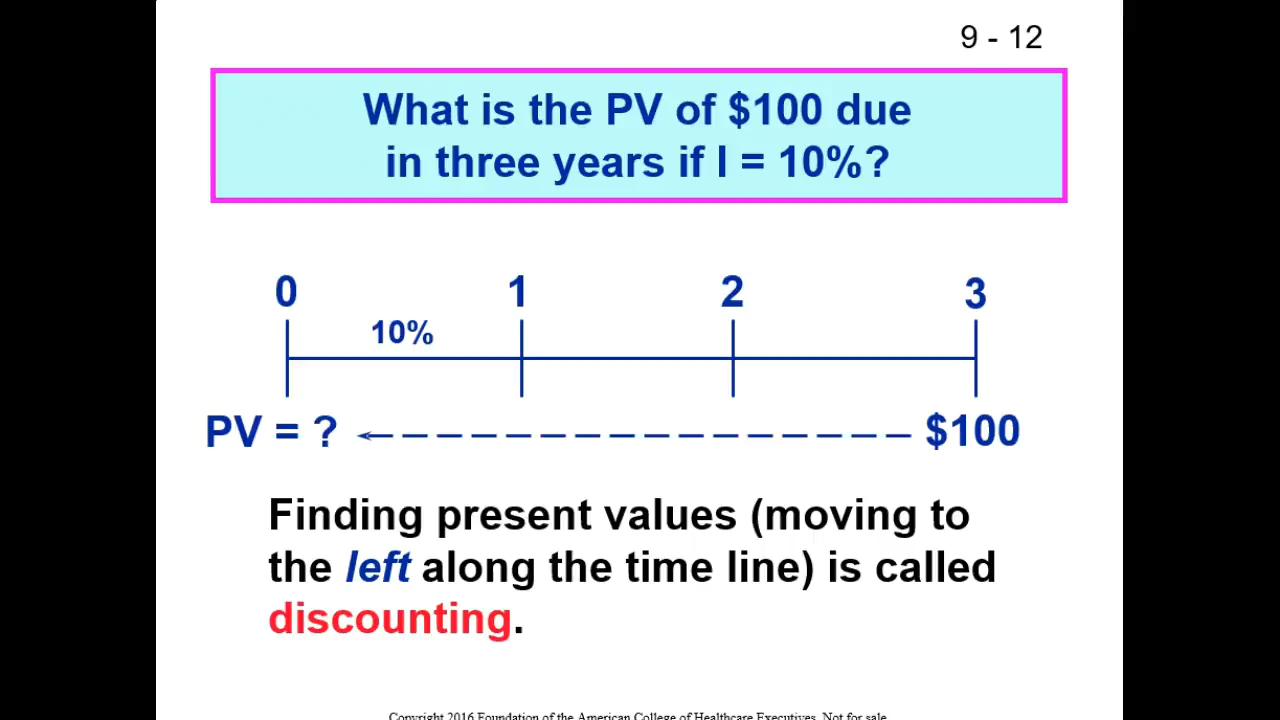 9 - 12
What is the PV of $100 due
in three years if I = 10%?
0 1 2 3
10%
PV = ? $100
Finding present values (moving to
the left along the time line) is called
discounting.
Copyright 2016 Foundation of the American College of Healthcare Executives. Not for sale